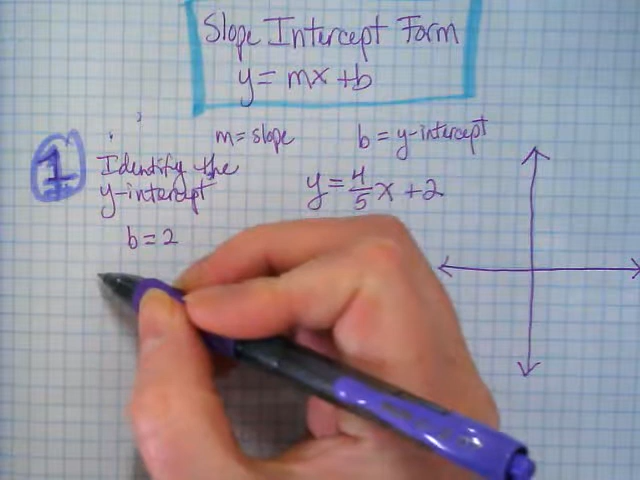 Slope Intercept Form
y = mx + b
m = slope b = y-intercept
1 Identify the
y-intercept
y = 4/5 x + 2
b = 2